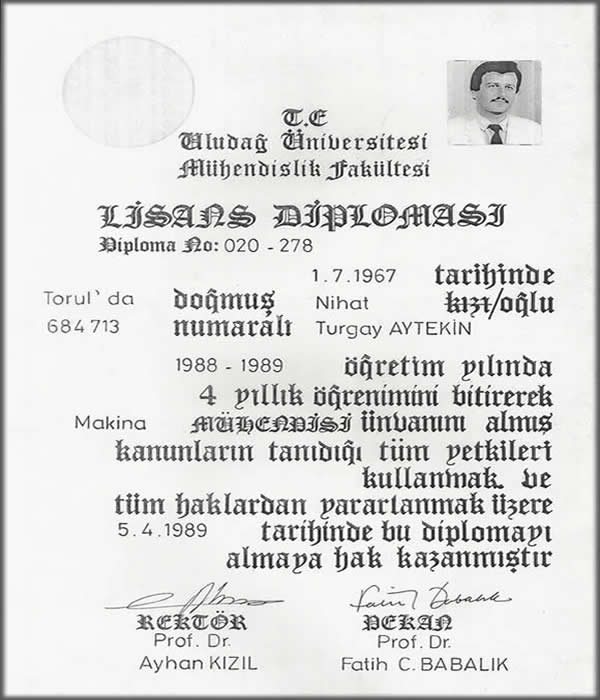 T.E
Uludağ Üniversitesi
Mühendislik Fakültesi
LİSANS DİPLOMASI
Diploma No: 020 - 278
1.7.1967 tarihinde
Torul' da doğmuş Nihat kızı/oğlu
684713 numaralı Turgay AYTEKİN
1988 - 1989 öğretim yılında
4 yıllık öğrenimini bitirerek
Makina MÜHENDİSİ ünvanını almış
kanunların tanıdığı tüm yetkileri
kullanmak ve
tüm haklardan yararlanmak üzere
5.4.1989 tarihinde bu diplomayı
almaya hak kazanmıştır
REKTÖR DEKAN
Prof. Dr. Prof. Dr.
Ayhan KIZIL Fatih C. BABALIK